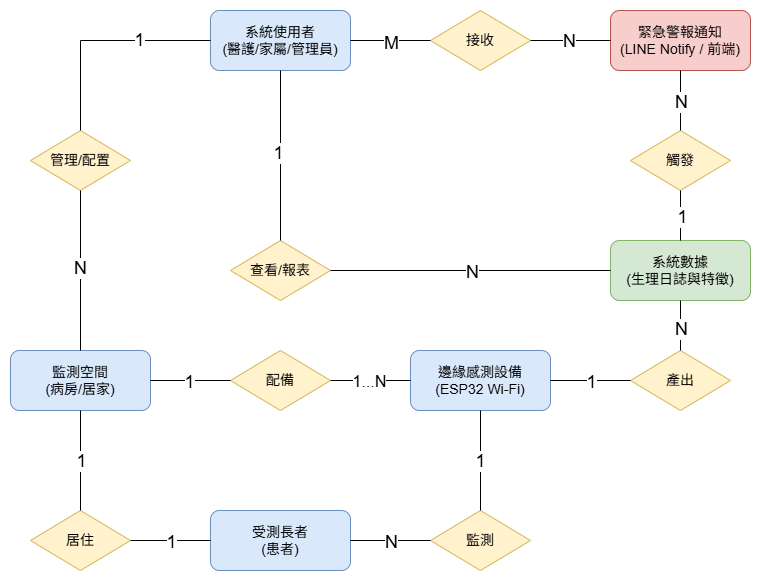 系統使用者
(醫護/家屬/管理員)
1
M
接收
N
緊急警報通知
(LINE Notify / 前端)
N
管理/配置
1
觸發
1
N
查看/報表
N
系統數據
(生理日誌與特徵)
N
監測空間
(病房/居家)
1
配備
1...N
邊緣感測設備
(ESP32 Wi-Fi)
1
產出
1
1
居住
1
受測長者
(患者)
N
監測